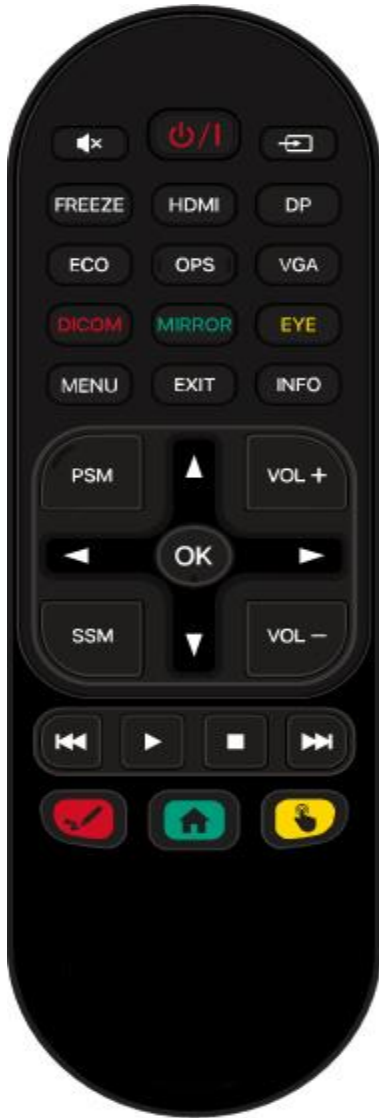 FREEZE HDMI DP
ECO OPS VGA
DICOM MIRROR EYE
MENU EXIT INFO
PSM VOL +
OK
SSM VOL −